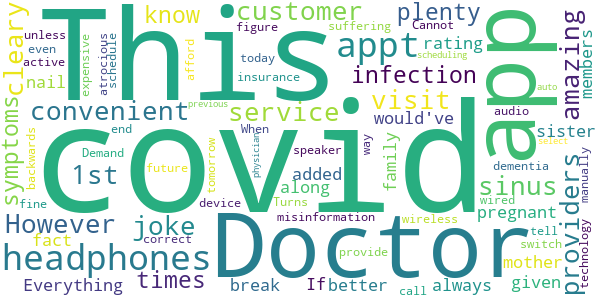 This
covid
Doctor
app
headphones
appt
However
joke
service
sinus
providers
convenient
infection
customer
amazing
visit
plenty
know
cleary
symptoms
1st
times
Everything
would've
rating
nail
added
along
family
pregnant
sister
always
given
better
If
break
fact
mother
members
misinformation
dementia
unless
even
active
expensive
atrocious
schedule
figure
today
insurance
suffering
Cannot
afford
scheduling
auto
previous
audio
backwards
end
Demand
fine
future
tomorrow
device
correct
When
Turns
speaker
physician
way
wireless
provide
call
wired
tell
switch
technology
manually
select